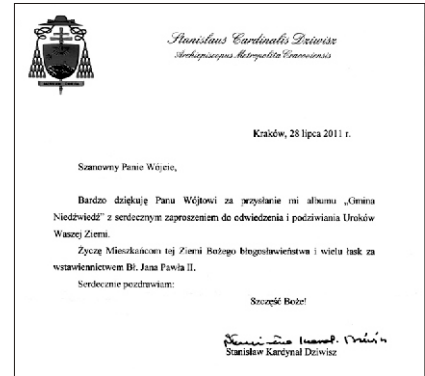 Stanislaus Cardinalis Dziwisz
Archiepiscopus Metropolita Cracoviensis
Kraków, 28 lipca 2011 r.
Szanowny Panie Wójcie,
Bardzo dziękuję Panu Wójtowi za przysłanie mi albumu „Gmina
Niedźwiedź” z serdecznym zaproszeniem do odwiedzenia i podziwiania Uroków
Waszej Ziemi.
Życzę Mieszkańcom tej Ziemi Bożego błogosławieństwa i wielu łask za
wstawiennictwem Bł. Jana Pawła II.
Serdecznie pozdrawiam:
Szczęść Boże!
Stanisław Kardynał Dziwisz